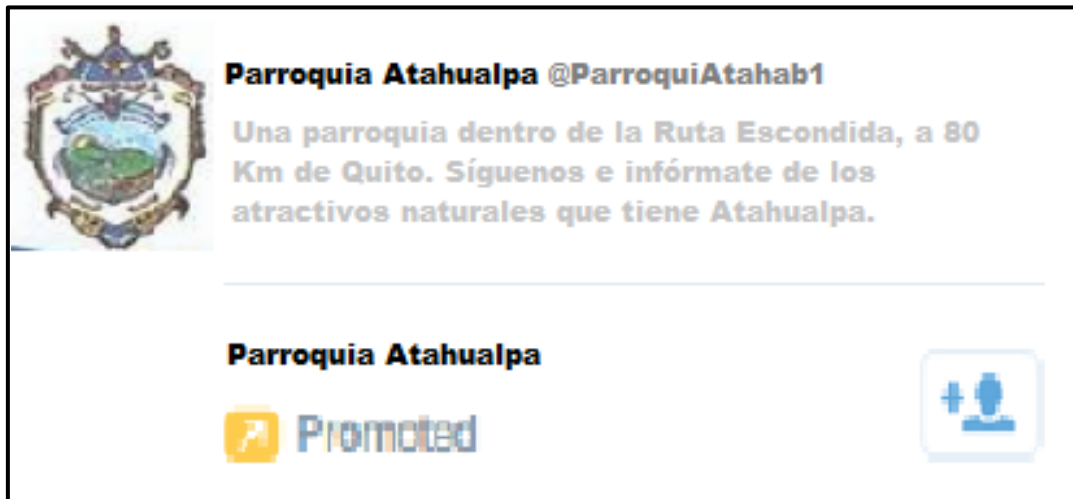 Parroquia Atahualpa @ParroquiAtahab1
Una parroquia dentro de la Ruta Escondida, a 80
Km de Quito. Síguenos e infórmate de los
atractivos naturales que tiene Atahualpa.
Parroquia Atahualpa
Promoted